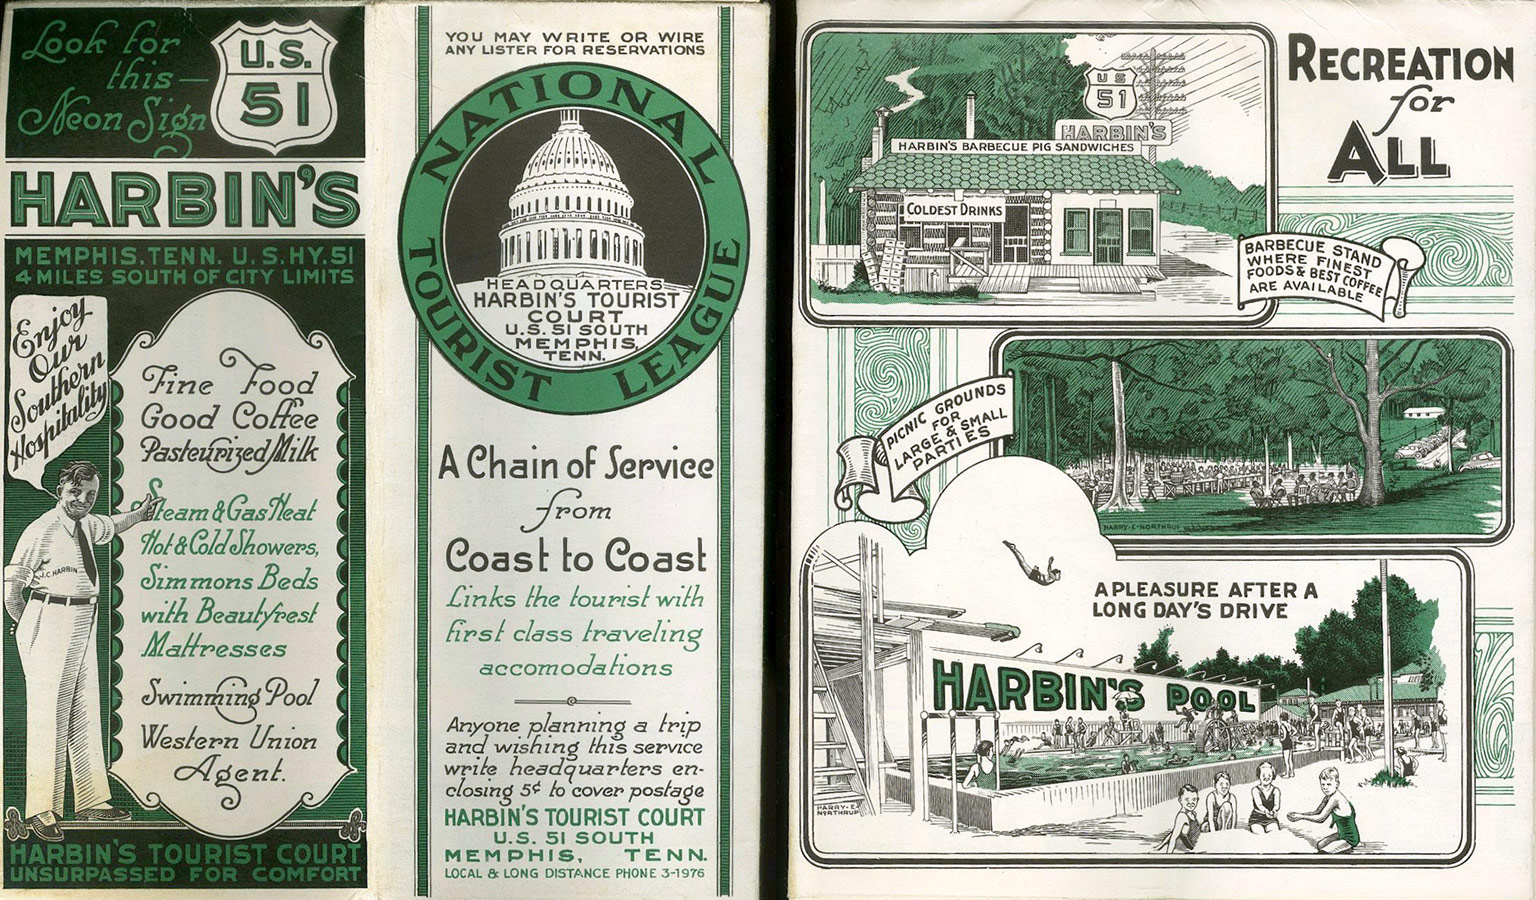 Look for
this—
Neon Sign
U.S.
51
HARBIN'S
MEMPHIS, TENN. U. S. HY. 51
4 MILES SOUTH OF CITY LIMITS
Enjoy
Our
Southern
Hospitality
J.C. HARBIN
Fine Food
Good Coffee
Pasteurized Milk
Steam & Gas Heat
Hot & Cold Showers,
Simmons Beds
with Beautyrest
Mattresses
Swimming Pool
Western Union
Agent.
HARBIN'S TOURIST COURT
UNSURPASSED FOR COMFORT
YOU MAY WRITE OR WIRE
ANY LISTER FOR RESERVATIONS
NATIONAL
TOURIST LEAGUE
HEADQUARTERS
HARBIN'S TOURIST
COURT
U.S. 51 SOUTH
MEMPHIS,
TENN.
A Chain of Service
from
Coast to Coast
Links the tourist with
first class traveling
accomodations
Anyone planning a trip
and wishing this service
write headquarters en-
closing 5¢ to cover postage
HARBIN'S TOURIST COURT
U.S. 51 SOUTH
MEMPHIS, TENN.
LOCAL & LONG DISTANCE PHONE 3-1976
RECREATION
for
ALL
U S
51
HARBIN'S
HARBIN'S BARBECUE PIG SANDWICHES
COLDEST DRINKS
BARBECUE STAND
WHERE FINEST
FOODS & BEST COFFEE
ARE AVAILABLE
PICNIC GROUNDS
FOR
LARGE & SMALL
PARTIES
HARRY-E-NORTHRUP
A PLEASURE AFTER A
LONG DAY'S DRIVE
HARBIN'S POOL
HARRY-E-
NORTHRUP